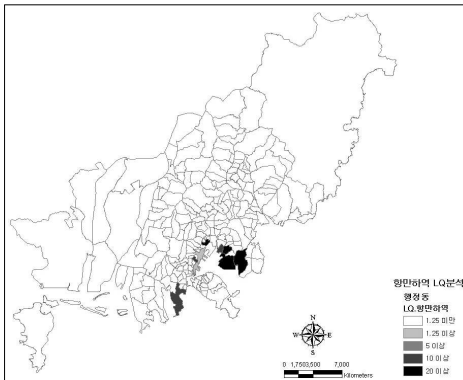 항만하역 LQ분석
행정동
LQ.항만하역
1.25 미만
1.25 이상
5 이상
10 이상
20 이상
N
W E
S
0 1,7503,500 7,000
Kilometers